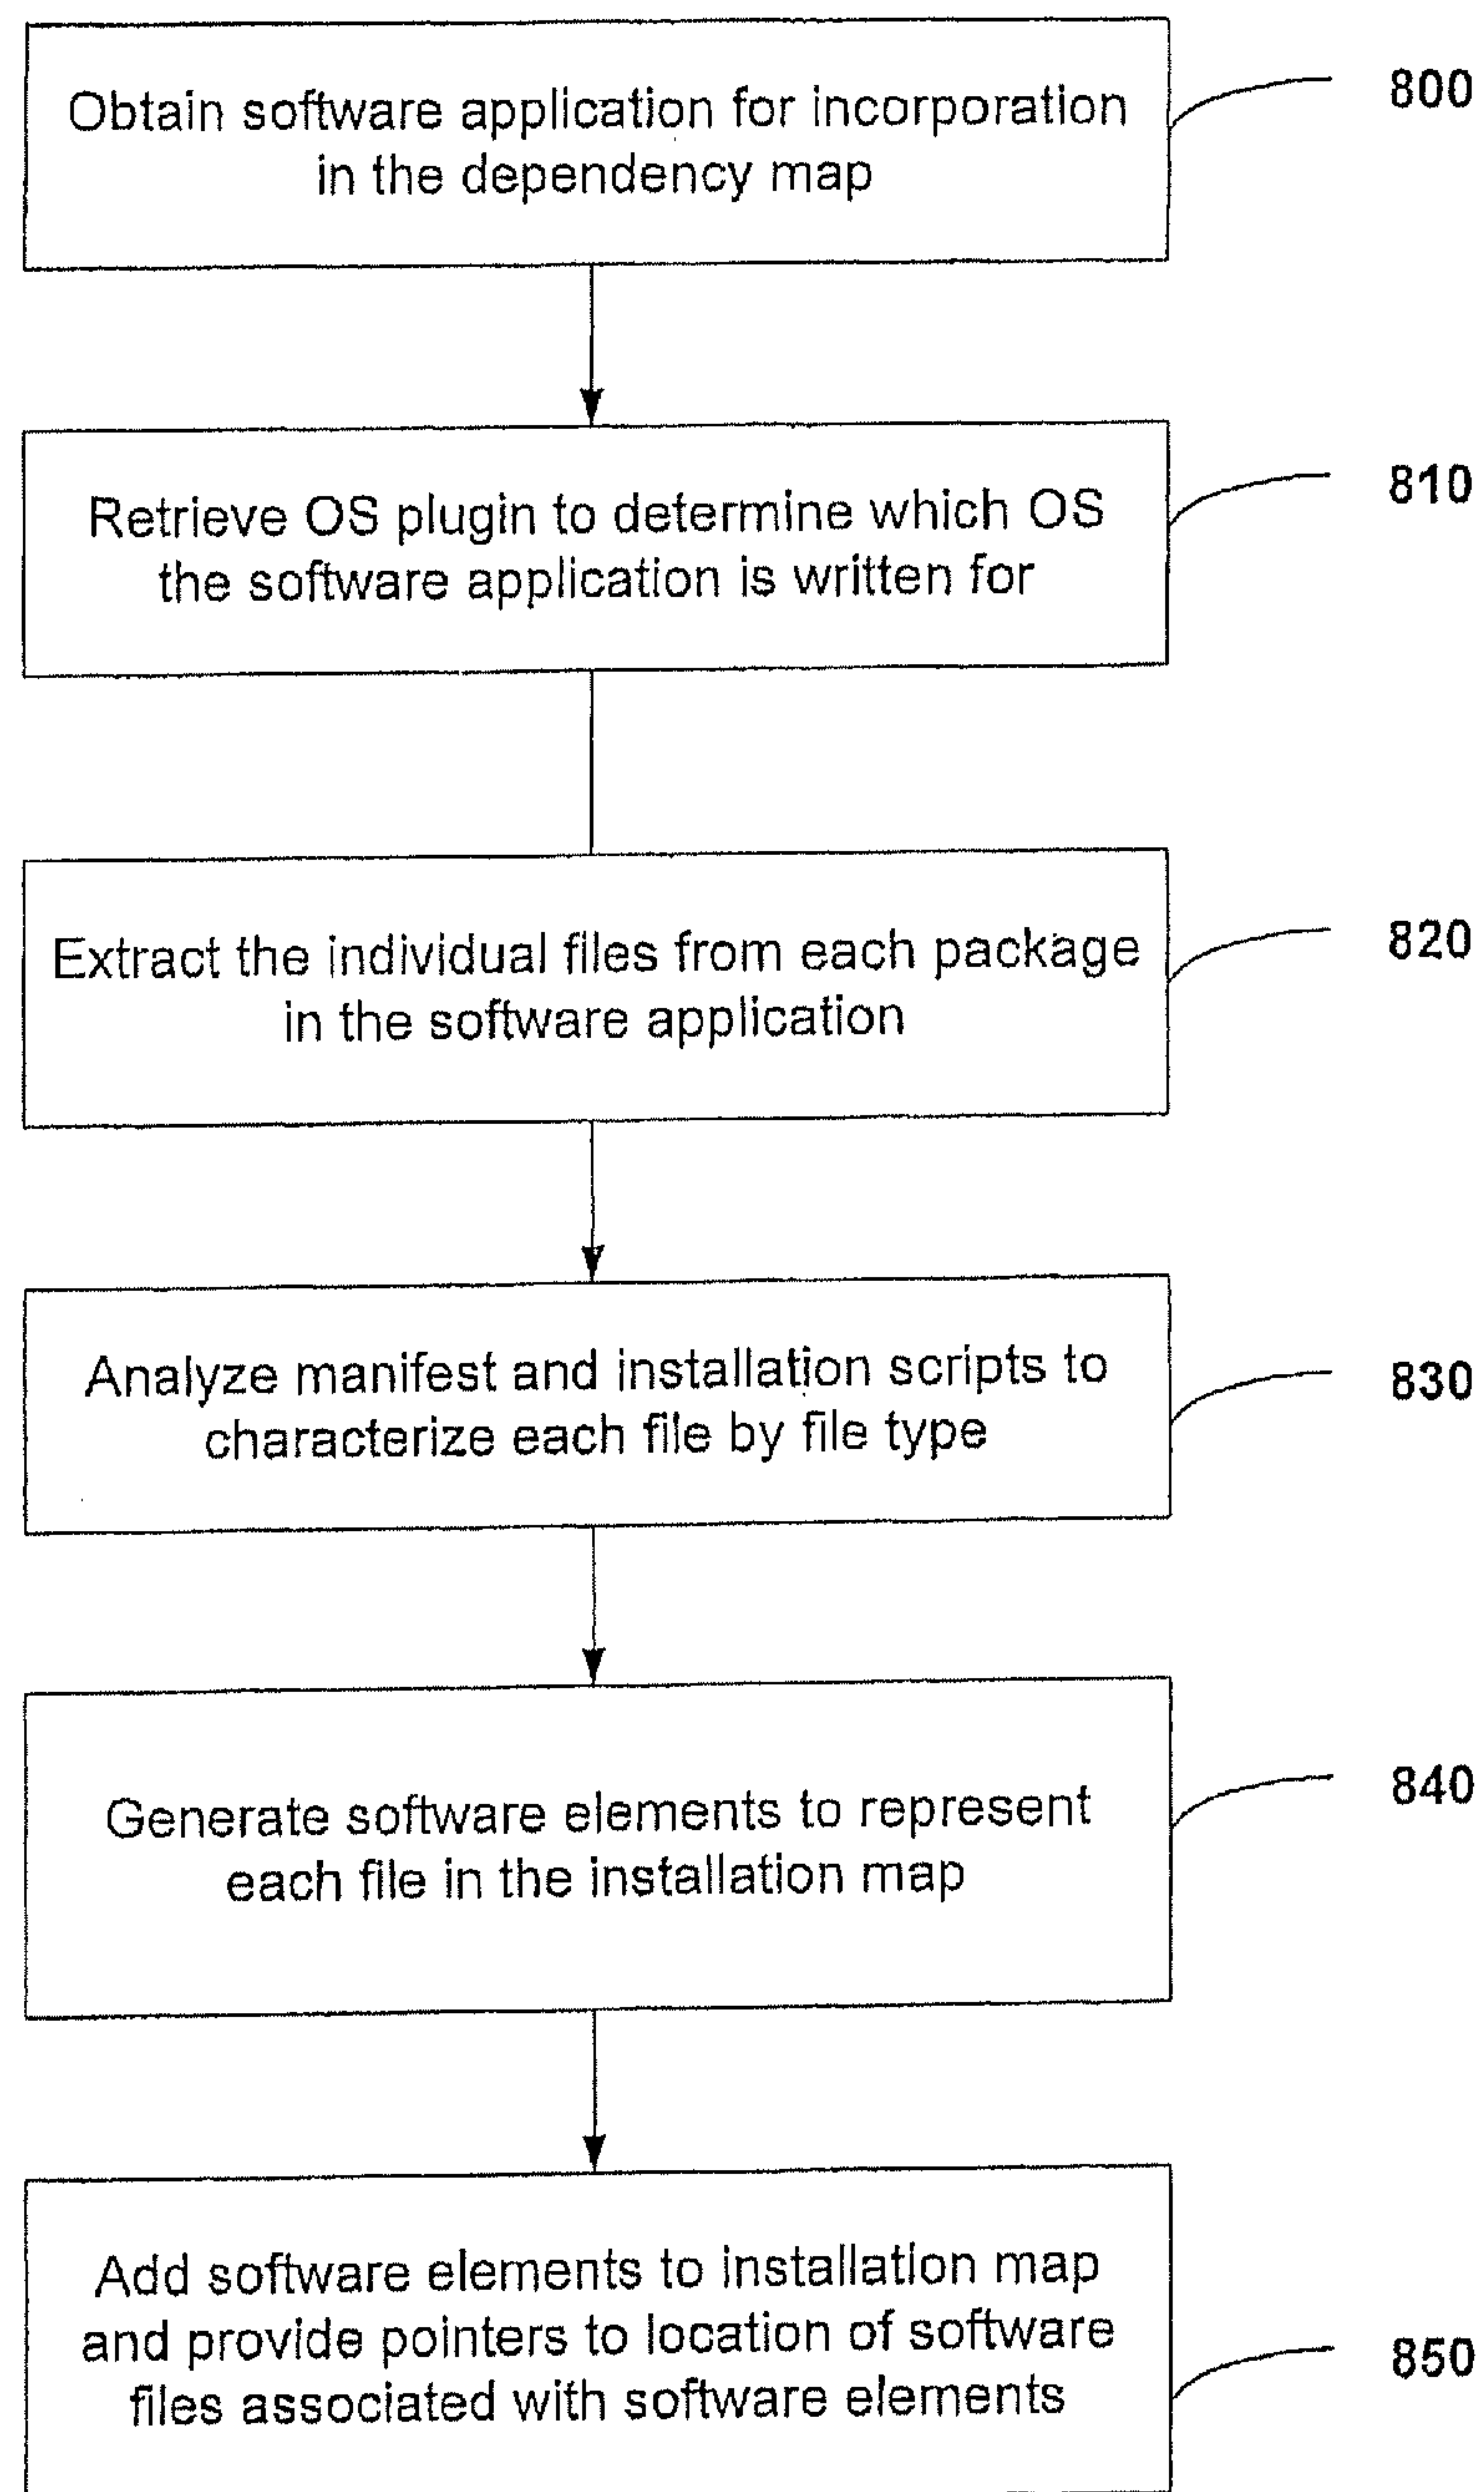 Obtain software application for incorporation
in the dependency map
800
Retrieve OS plugin to determine which OS
the software application is written for
810
Extract the individual files from each package
in the software application
820
Analyze manifest and installation scripts to
characterize each file by file type
830
Generate software elements to represent
each file in the installation map
840
Add software elements to installation map
and provide pointers to location of software
files associated with software elements
850